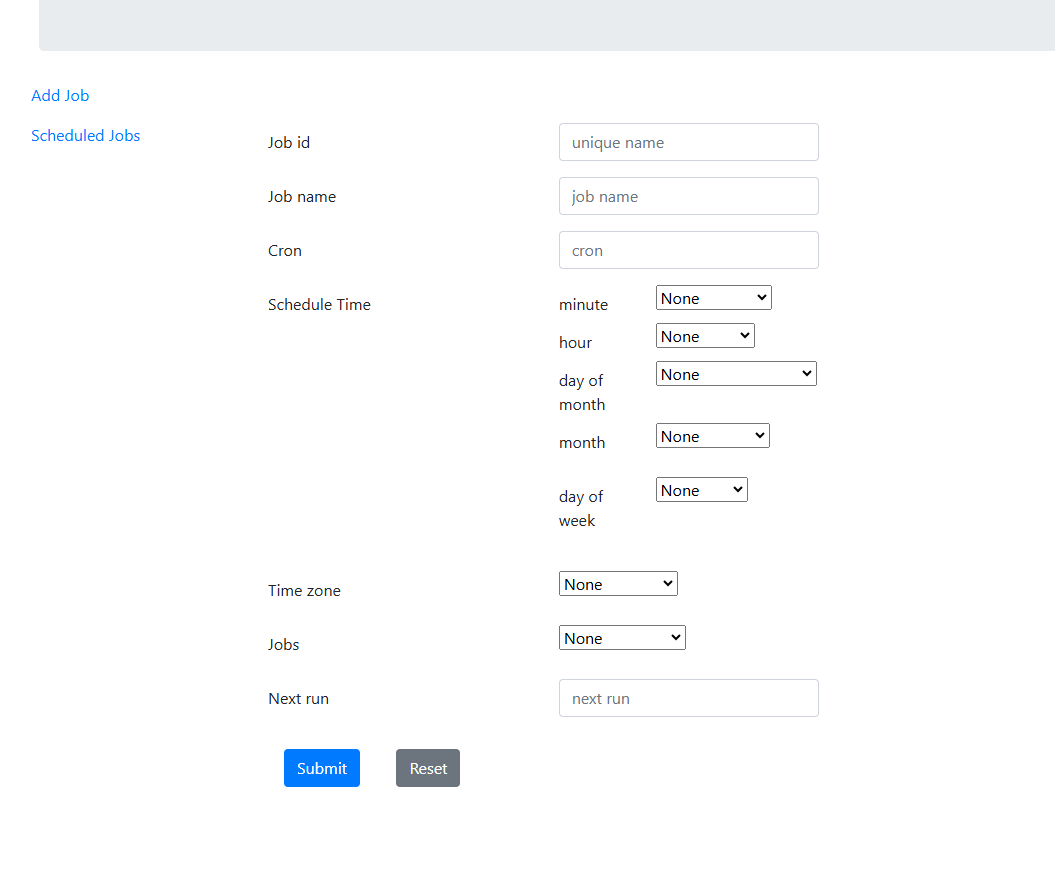 Add Job
Scheduled Jobs
Job id unique name
Job name job name
Cron cron
Schedule Time minute None
hour None
day of None
month
month None
day of None
week
Time zone None
Jobs None
Next run next run
Submit Reset